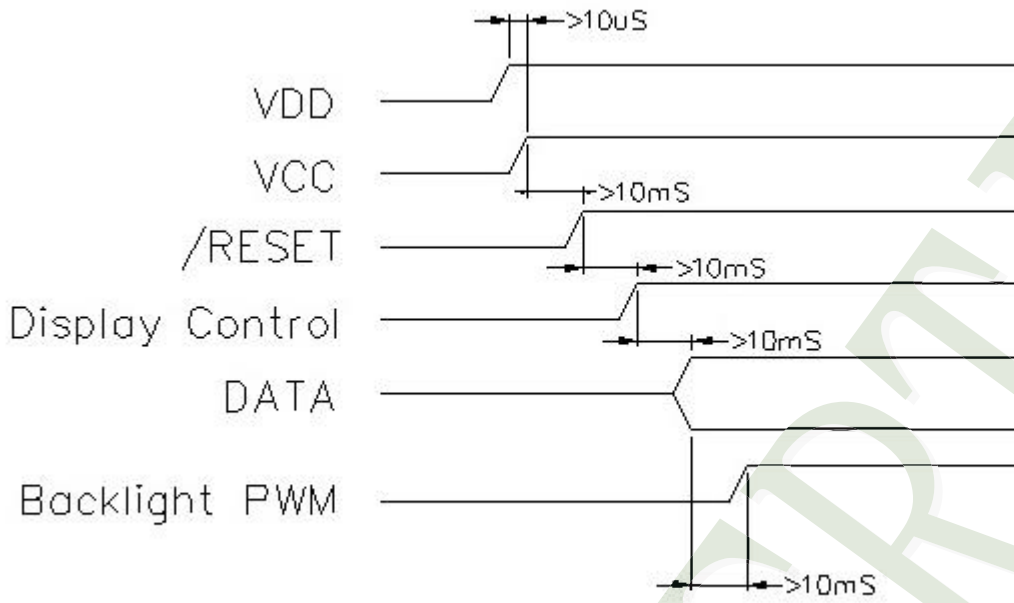 >10uS
VDD
VCC
>10mS
/RESET
>10mS
Display Control
>10mS
DATA
Backlight PWM
>10mS